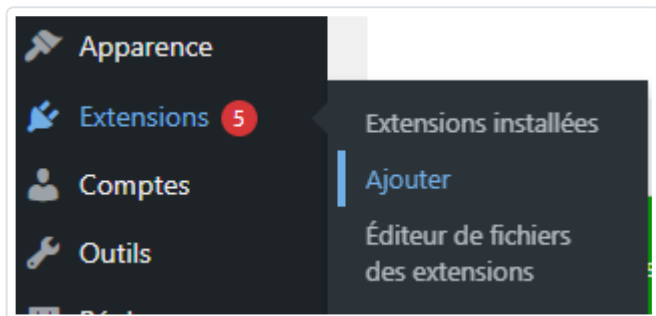 Apparence
Extensions 5
Comptes
Outils
Extensions installées
Ajouter
Éditeur de fichiers
des extensions